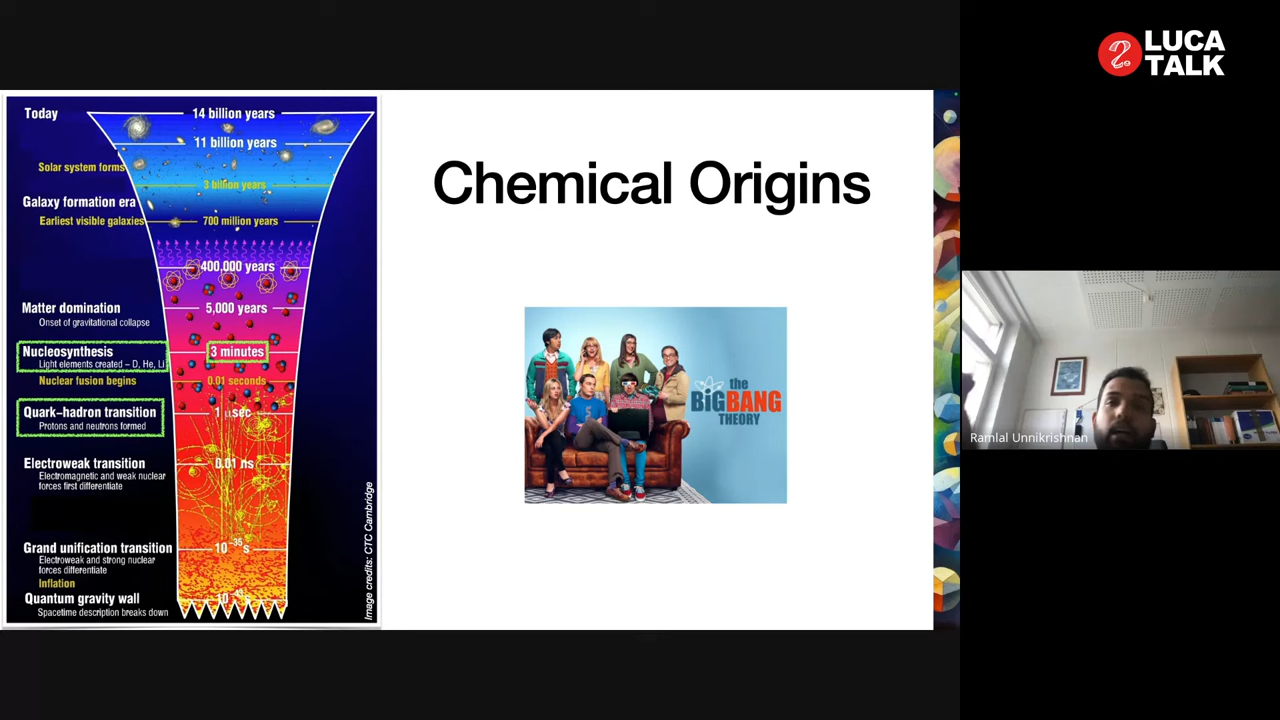 LUCA
TALK
Chemical Origins
the
BIGBANG
THEORY
Today
14 billion years
11 billion years
Solar system forms
3 billion years
Galaxy formation era
Earliest visible galaxies
700 million years
400,000 years
Matter domination
Onset of gravitational collapse
5,000 years
Nucleosynthesis
Light elements created – D, He, Li
3 minutes
Nuclear fusion begins
0.01 seconds
Quark–hadron transition
Protons and neutrons formed
1 μsec
Electroweak transition
Electromagnetic and weak nuclear
forces first differentiate
0.01 ns
Grand unification transition
Electroweak and strong nuclear
forces differentiate
10⁻³⁵s
Inflation
Quantum gravity wall
Spacetime description breaks down
10⁻⁴³s
Image credits: CTC Cambridge
Ramlal Unnikrishnan